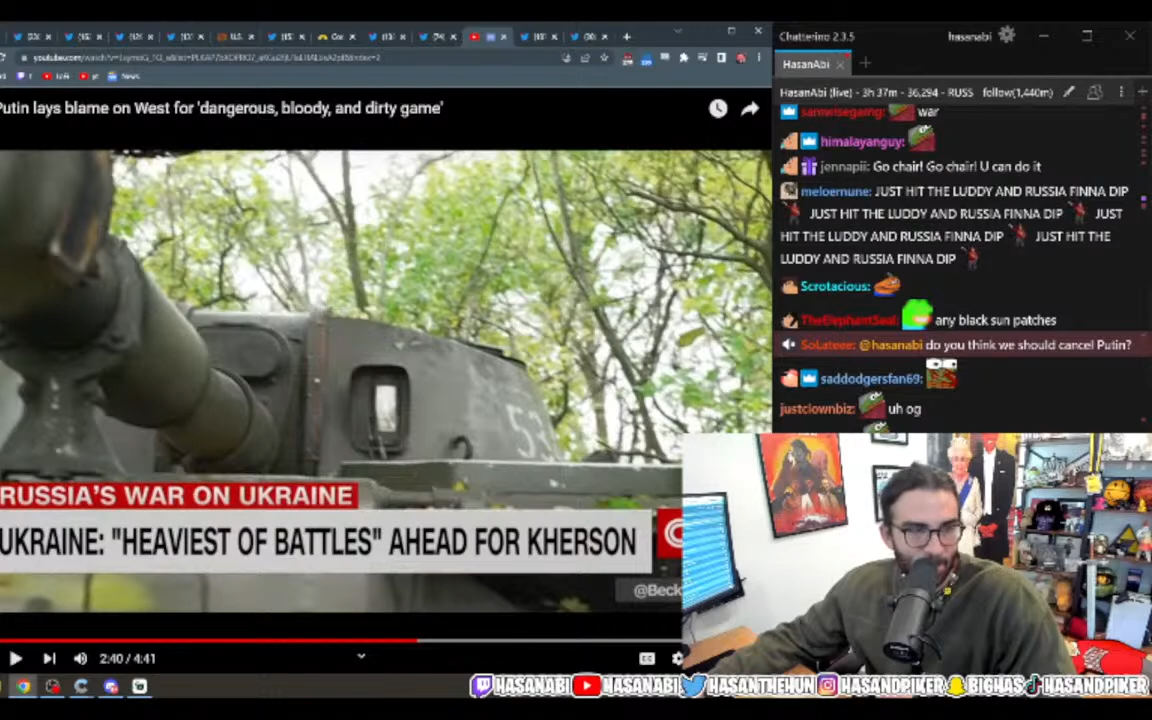 Chatterino 2.3.5
hasanabi
HasanAbi
Putin lays blame on West for 'dangerous, bloody, and dirty game'
HasanAbi (live) - 3h 37m - 36,294 - RUSS follow(1,440m)
samwisegamg: war
himalayanguy:
jennapii: Go chair! Go chair! U can do it
JUST HIT THE LUDDY AND RUSSIA FINNA DIP
JUST HIT THE LUDDY AND RUSSIA FINNA DIP JUST
HIT THE LUDDY AND RUSSIA FINNA DIP JUST HIT THE
LUDDY AND RUSSIA FINNA DIP
Scrotacious:
TheElephantSeal: any black sun patches
SoLateee: @hasanabi do you think we should cancel Putin?
saddodgersfan69:
justclownbiz: uh og
53
RUSSIA'S WAR ON UKRAINE
UKRAINE: "HEAVIEST OF BATTLES" AHEAD FOR KHERSON
@Beck
2:40 / 4:41
HASANABI HASANABI HASANTHEHUN HASANDPIKER BIGHAS HASANDPIKER